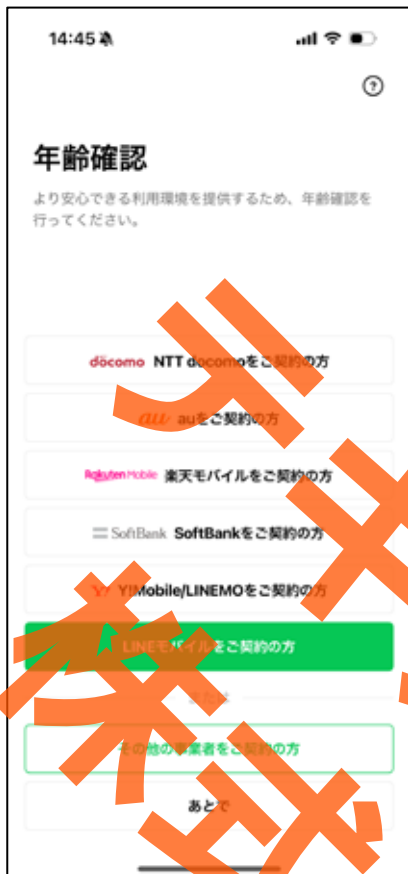 14:45
?
年齢確認
より安心できる利用環境を提供するため、年齢確認を
行ってください。
döcomo NTT docomoをご契約の方
au auをご契約の方
Rakuten Mobile 楽天モバイルをご契約の方
SoftBank SoftBankをご契約の方
Y! Y!Mobile/LINEMOをご契約の方
LINEモバイルをご契約の方
または
その他の事業者をご契約の方
あとで
株式